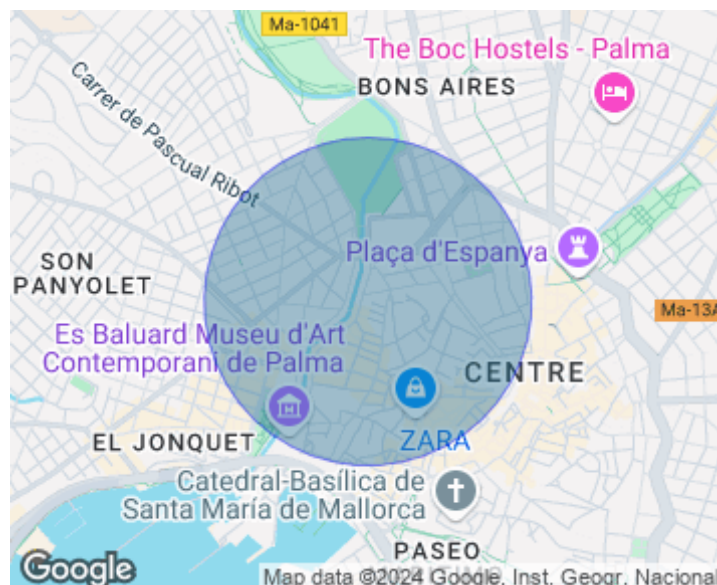 Ma-1041
The Boc Hostels - Palma
BONS AIRES
Carrer de Pascual Ribot
Plaça d'Espanya
SON
PANYOLET
Ma-13A
Es Baluard Museu d'Art
Contemporani de Palma
CENTRE
EL JONQUET
ZARA
Catedral-Basílica de
Santa María de Mallorca
PASEO
Google
Map data ©2024 Google, Inst. Geogr. Nacional